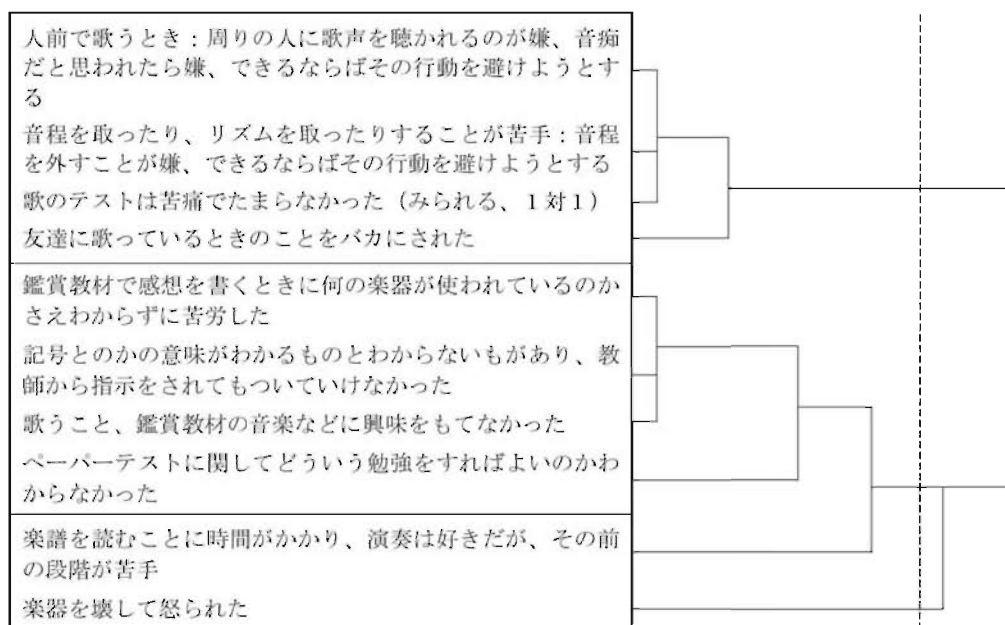 人前で歌うとき：周りの人に歌声を聴かれるのが嫌、音痴
だと思われたら嫌、できるならばその行動を避けようとす
る
音程を取ったり、リズムを取ったりすることが苦手：音程
を外すことが嫌、できるならばその行動を避けようとする
歌のテストは苦痛でたまらなかった（みられる、１対１）
友達に歌っているときのことをバカにされた
鑑賞教材で感想を書くときに何の楽器が使われているのか
さえわからずに苦労した
記号とのかの意味がわかるものとわからないもがあり、教
師から指示をされてもついていけなかった
歌うこと、鑑賞教材の音楽などに興味をもてなかった
ペーパーテストに関してどういう勉強をすればよいのかわ
からなかった
楽譜を読むことに時間がかかり、演奏は好きだが、その前
の段階が苦手
楽器を壊して怒られた